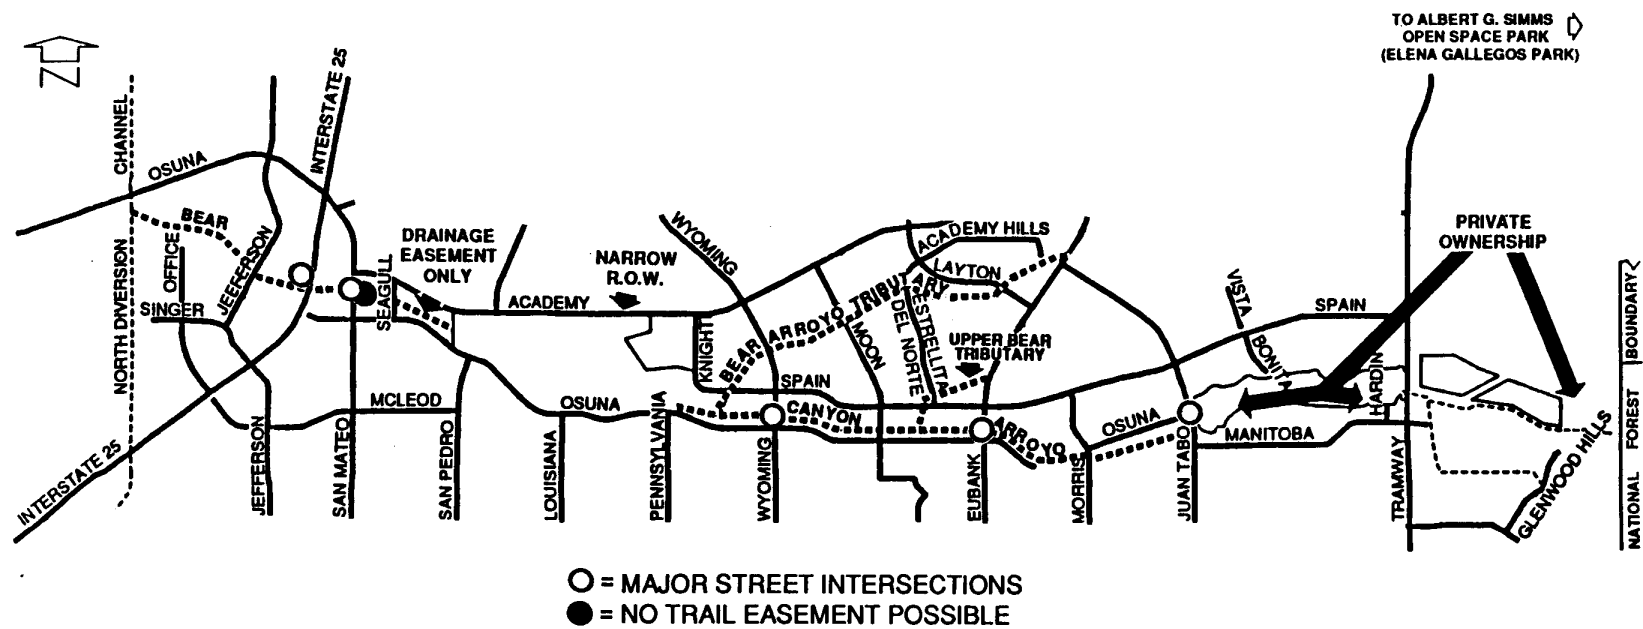 TO ALBERT G. SIMMS
OPEN SPACE PARK
(ELENA GALLEGOS PARK)
N
INTERSTATE 25
CHANNEL
OSUNA
BEAR
OFFICE
JEFFERSON
SINGER
NORTH DIVERSION
DRAINAGE
EASEMENT
ONLY
SEAGULL
NARROW
R.O.W.
ACADEMY
WYOMING
ACADEMY HILLS
LAYTON
BEAR ARROYO TRIBUTARY
MOON
ESTRELLITA
DEL NORTE
UPPER BEAR
TRIBUTARY
KNIGHT
SPAIN
VISTA
BONITA
SPAIN
PRIVATE
OWNERSHIP
HARDIN
BOUNDARY
MCLEOD
OSUNA
CANYON
ARROYO
OSUNA
MANITOBA
INTERSTATE 25
JEFFERSON
SAN MATEO
SAN PEDRO
LOUISIANA
PENNSYLVANIA
WYOMING
EUBANK
MORRIS
JUAN TABO
TRAMWAY
GLENWOOD HILLS
NATIONAL FOREST
= MAJOR STREET INTERSECTIONS
= NO TRAIL EASEMENT POSSIBLE